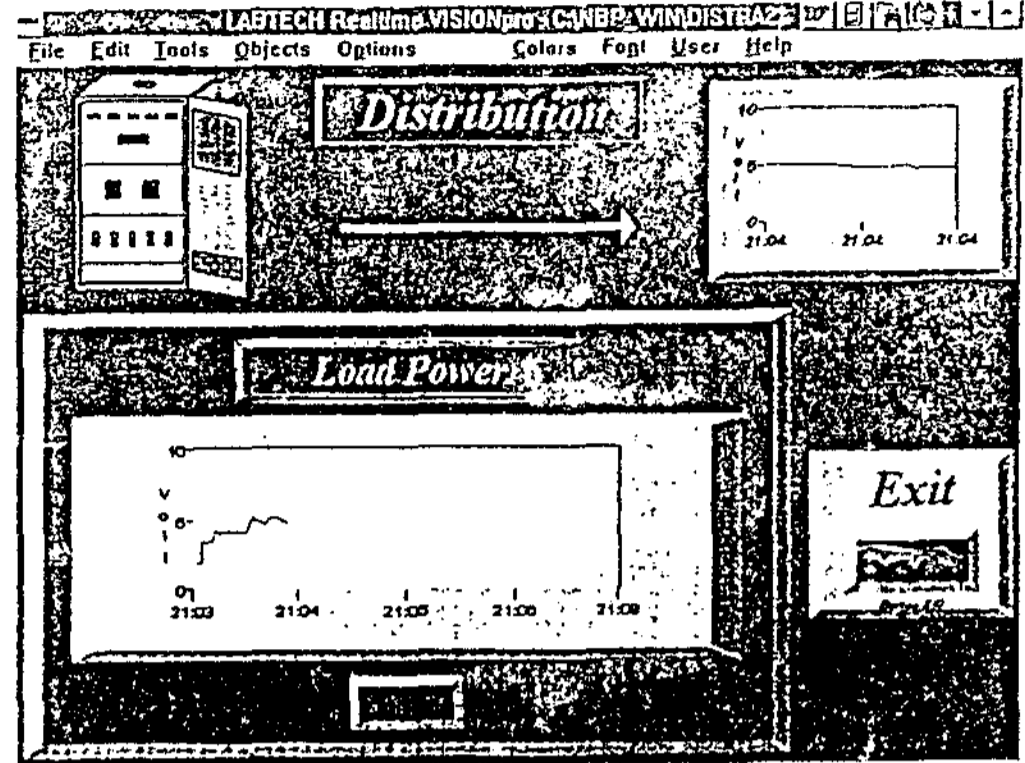 LABTECH Realtime VISIONpro : C:\NBP_WIN\DISTRA2
File Edit Tools Objects Options Colors Font User Help
Distribution
10
V
o
l
t
5
0
21:04 21:04 21:04
Load Power
10
V
o
l
t
5
0
21:03 21:04 21:05 21:06 21:08
Exit